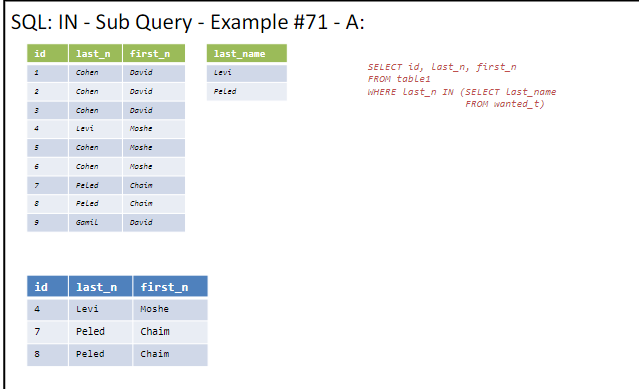 SQL: IN - Sub Query - Example #71 - A:
id last_n first_n
1 Cohen David
2 Cohen David
3 Cohen David
4 Levi Moshe
5 Cohen Moshe
6 Cohen Moshe
7 Peled Chaim
8 Peled Chaim
9 Gamil David
last_name
Levi
Peled
SELECT id, last_n, first_n
FROM table1
WHERE last_n IN (SELECT last_name
FROM wanted_t)
id last_n first_n
4 Levi Moshe
7 Peled Chaim
8 Peled Chaim